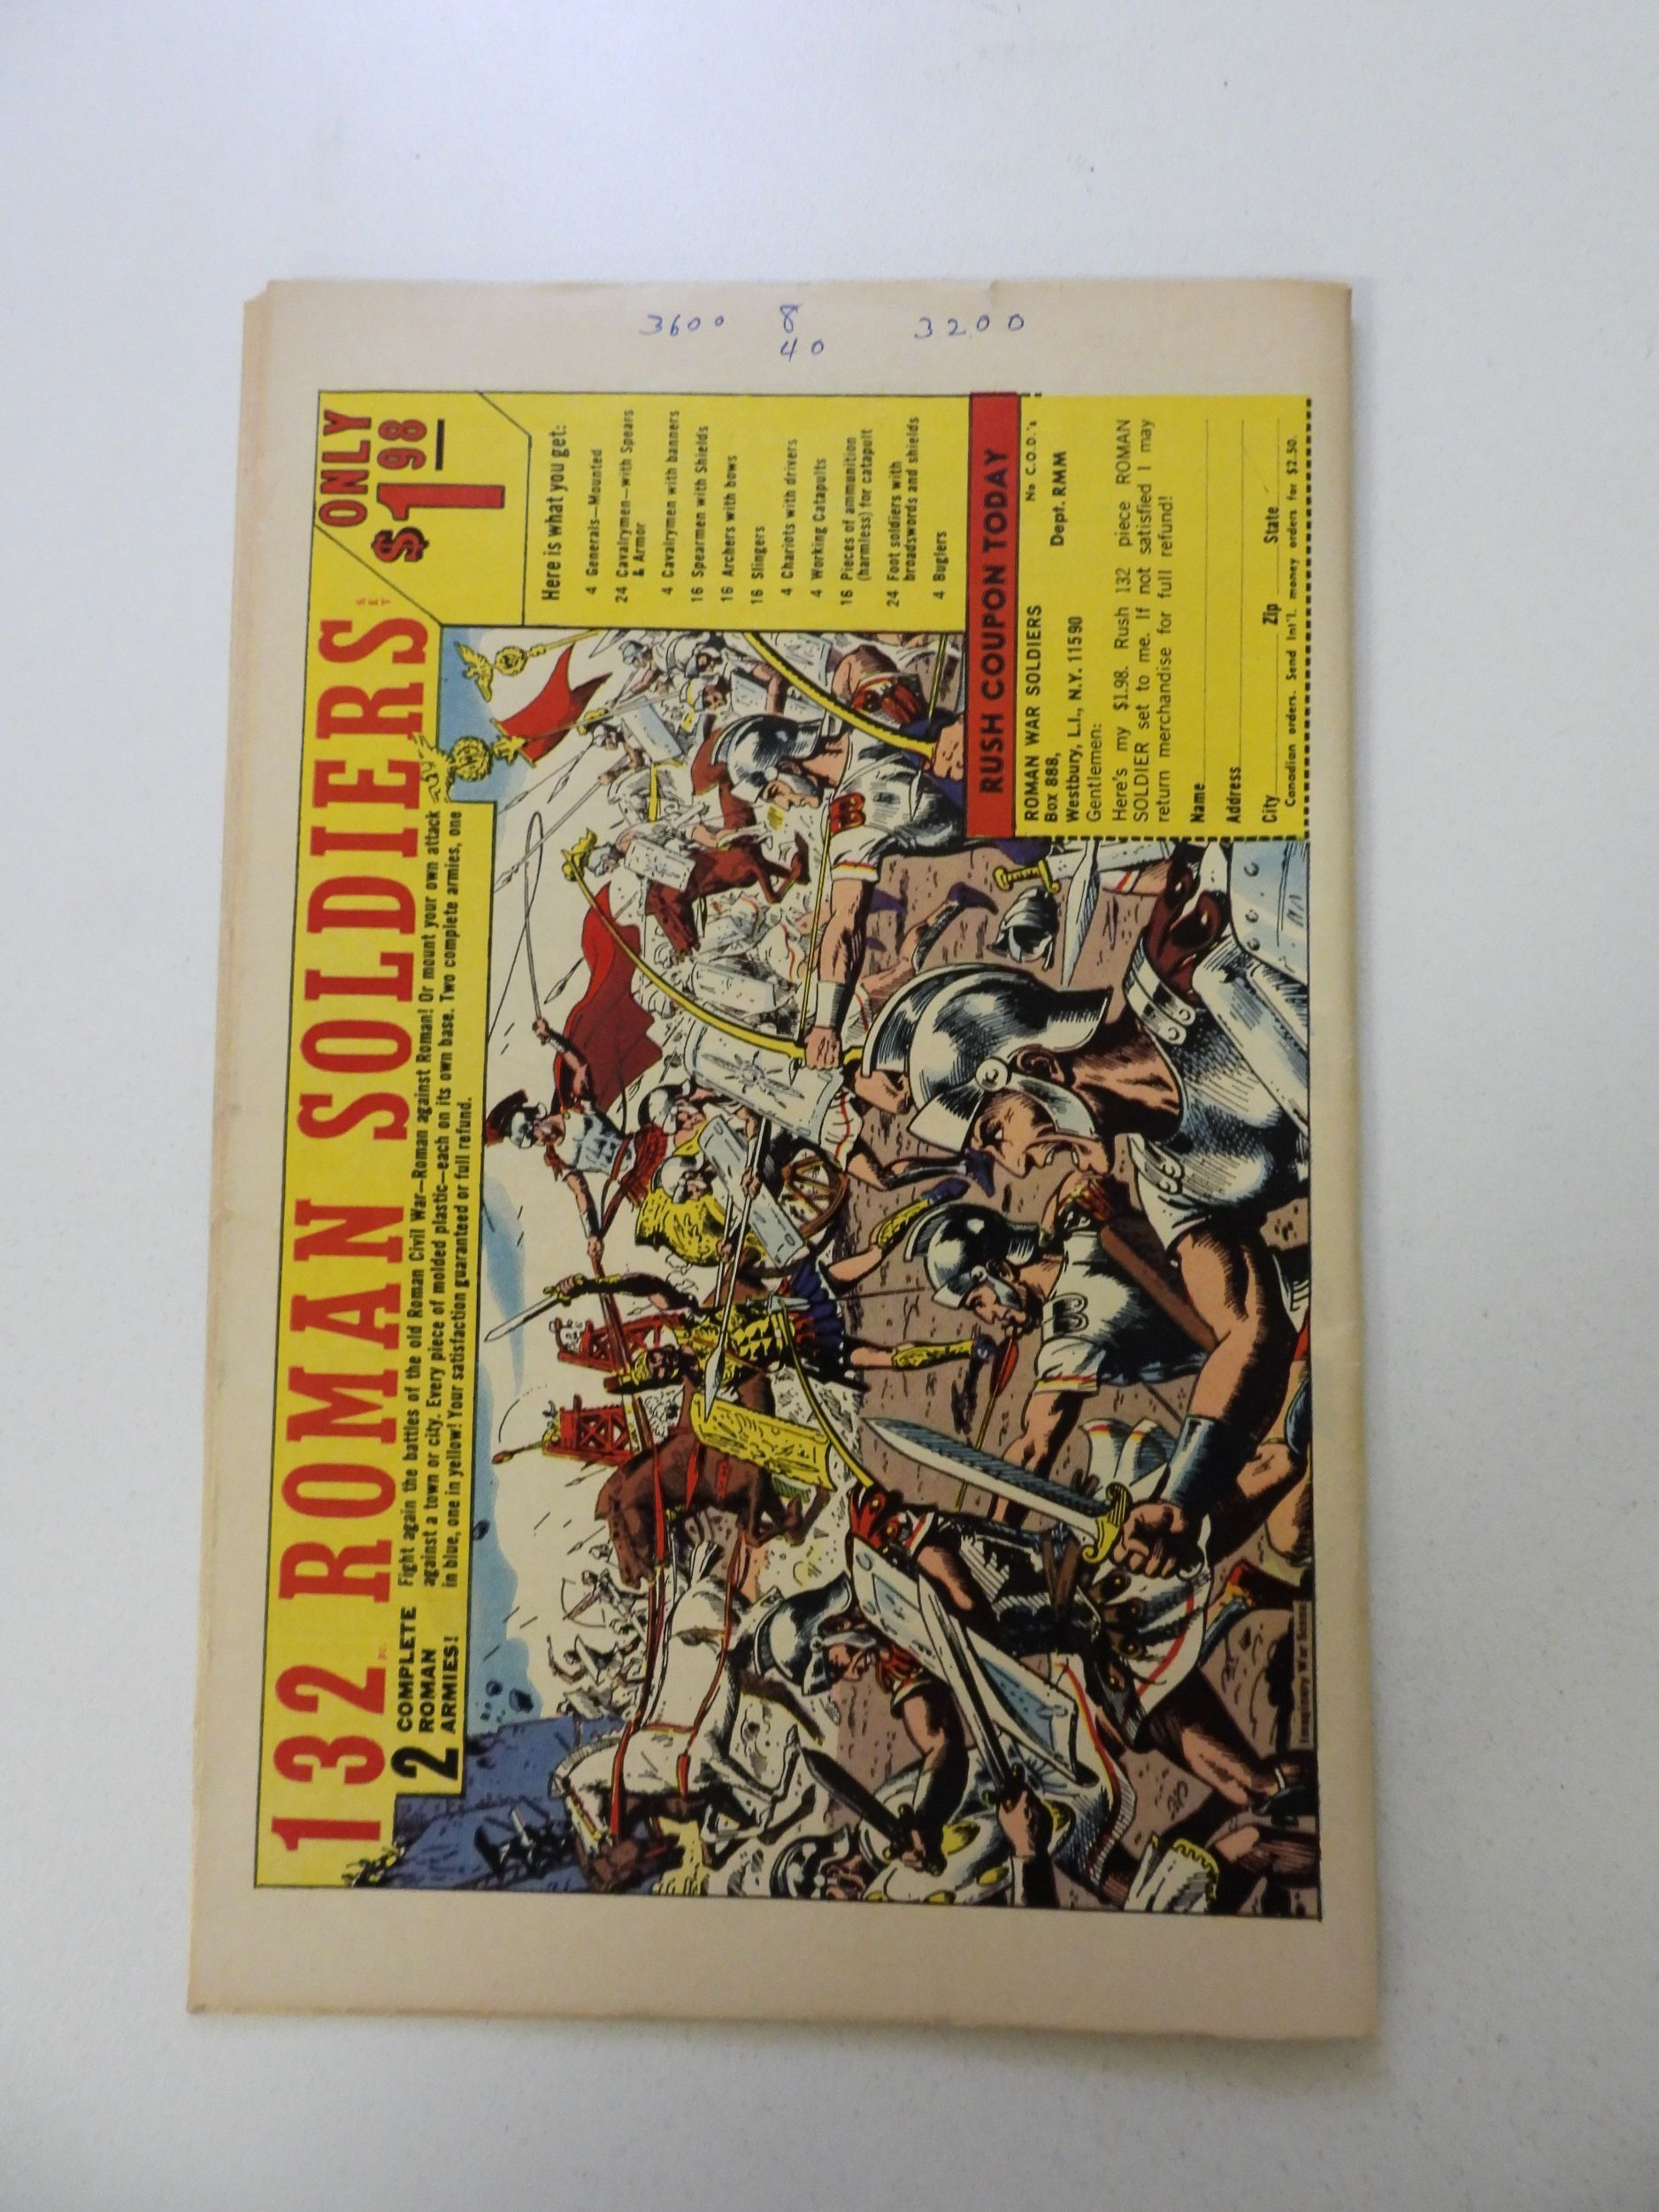 3600 8 3200
40
132 PC. ROMAN SOLDIERS SET
ONLY
$1.98
2 COMPLETE
ROMAN
ARMIES!
Fight again the battles of the old Roman Civil War—Roman against Roman! Or mount your own attack
against a town or city. Every piece of molded plastic—each on its own base. Two complete armies, one
in blue, one in yellow! Your satisfaction guaranteed or full refund.
Here is what you get:
4 Generals—Mounted
24 Cavalrymen—with Spears
& Armor
4 Cavalrymen with banners
16 Spearmen with Shields
16 Archers with bows
16 Slingers
4 Chariots with drivers
4 Working Catapults
16 Pieces of ammunition
(harmless) for catapult
24 Foot soldiers with
broadswords and shields
4 Buglers
RUSH COUPON TODAY
ROMAN WAR SOLDIERS No C.O.D.'s
Box 888,
Westbury, L.I., N.Y. 11590 Dept. RMM
Gentlemen:
Here's my $1.98. Rush 132 piece ROMAN
SOLDIER set to me. If not satisfied I may
return merchandise for full refund!
Name
Address
City Zip State
Canadian orders. Send Int'l. money orders for $2.50.
Imaginary War Scene